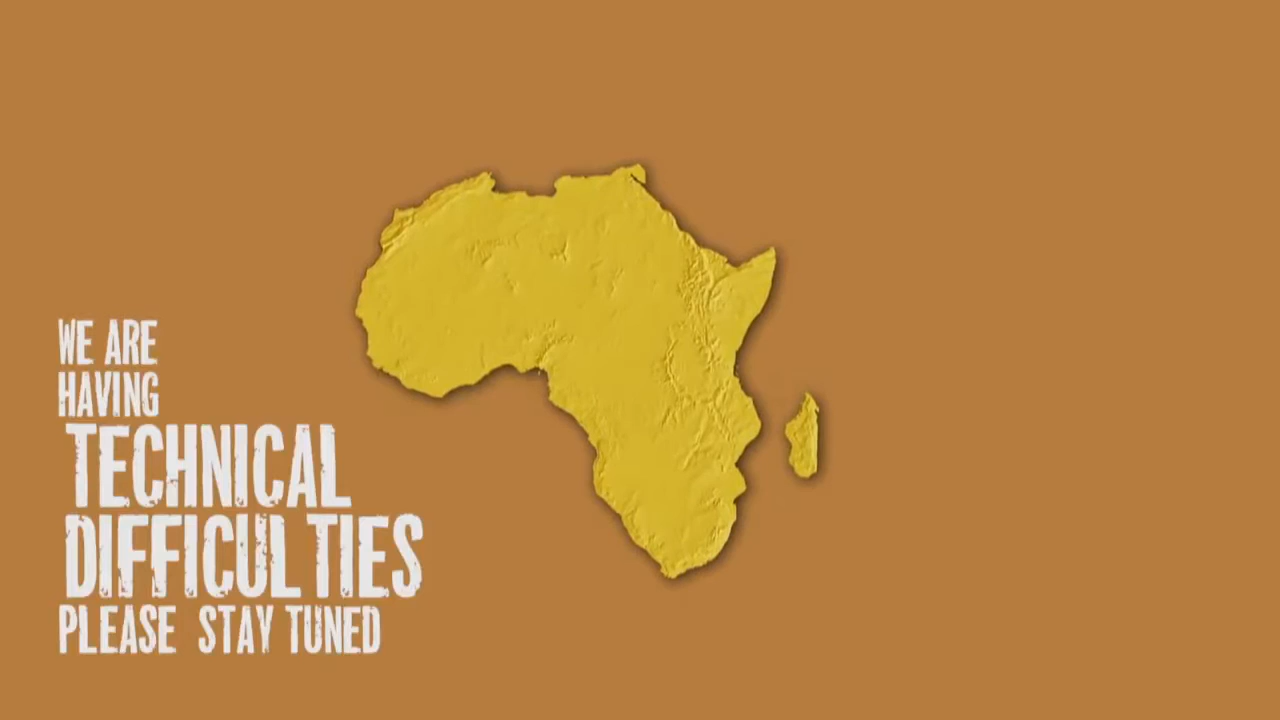 WE ARE
HAVING
TECHNICAL
DIFFICULTIES
PLEASE STAY TUNED